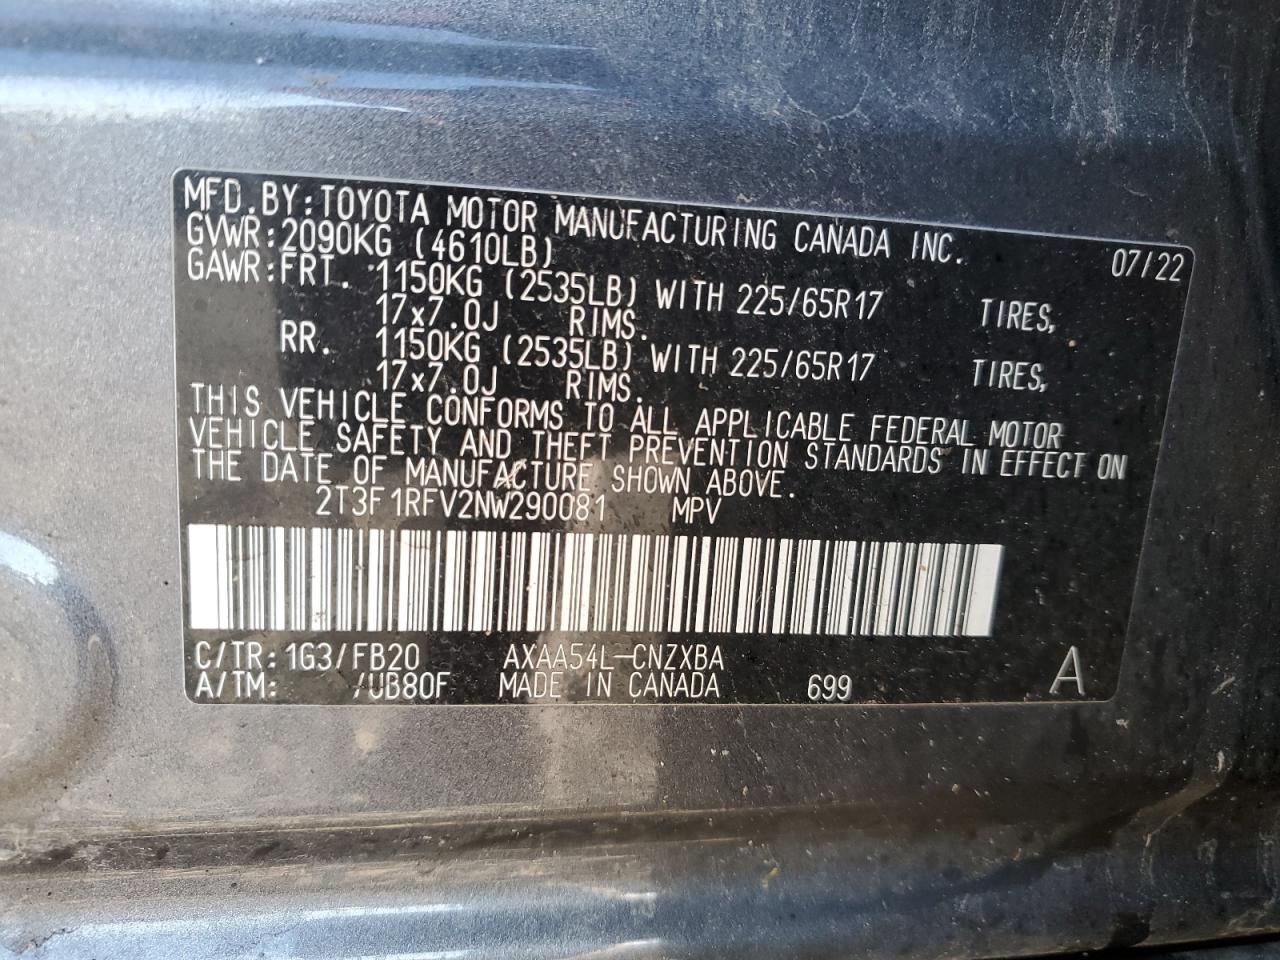 MFD.BY:TOYOTA MOTOR MANUFACTURING CANADA INC. 07/22
GVWR:2090KG (4610LB)
GAWR:FRT. 1150KG (2535LB) WITH 225/65R17 TIRES,
17x7.0J RIMS.
RR. 1150KG (2535LB) WITH 225/65R17 TIRES,
17x7.0J RIMS.
THIS VEHICLE CONFORMS TO ALL APPLICABLE FEDERAL MOTOR
VEHICLE SAFETY AND THEFT PREVENTION STANDARDS IN EFFECT ON
THE DATE OF MANUFACTURE SHOWN ABOVE.
2T3F1RFV2NW290081 MPV
C/TR:1G3/FB20 AXAA54L-CNZXBA
A/TM: /UB80F MADE IN CANADA 699 A